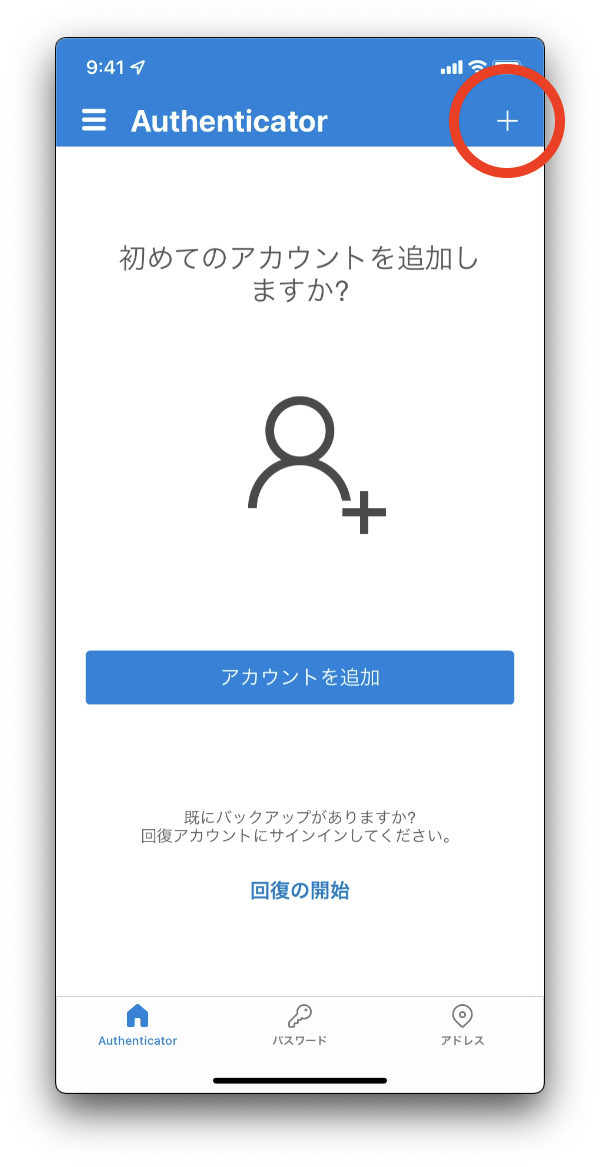 9:41
Authenticator
初めてのアカウントを追加し
ますか?
アカウントを追加
既にバックアップがありますか?
回復アカウントにサインインしてください。
回復の開始
Authenticator
パスワード
アドレス